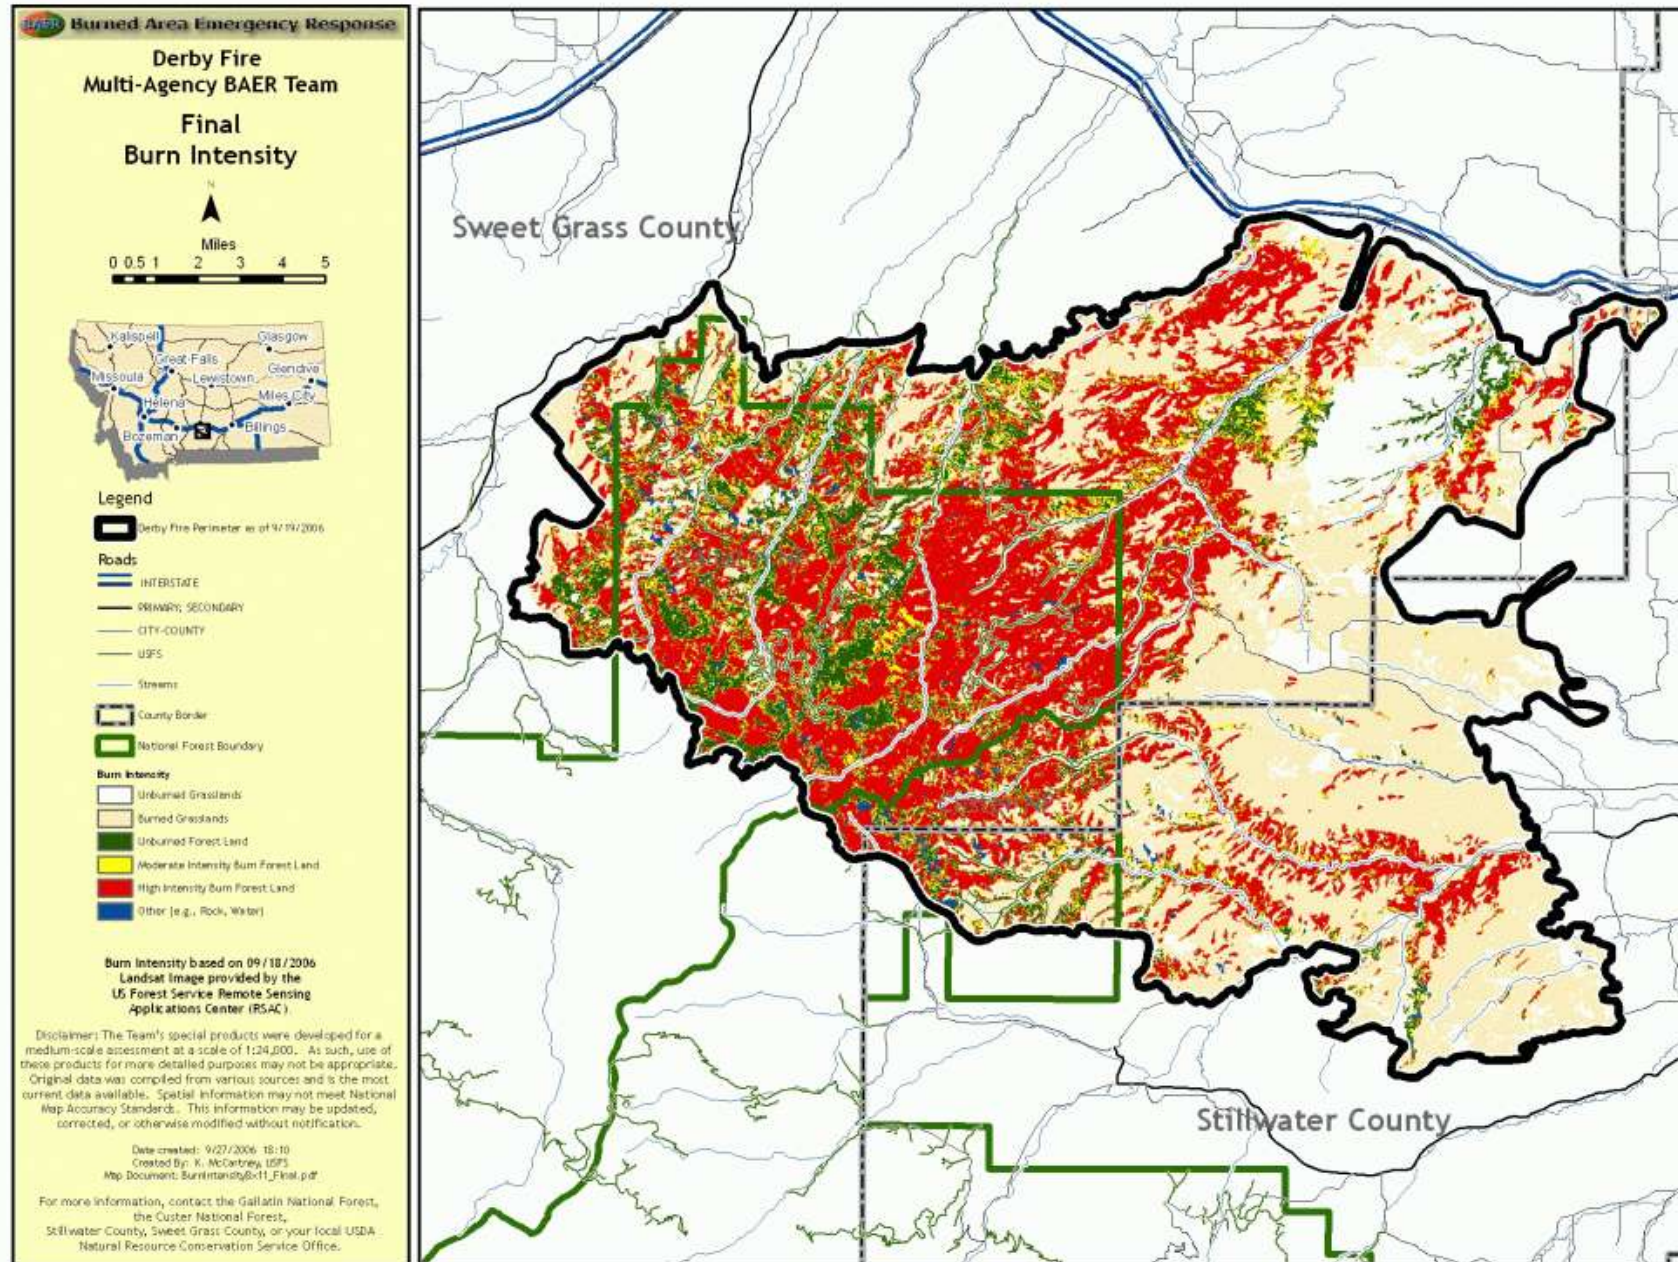 BAER Burned Area Emergency Response
Derby Fire
Multi-Agency BAER Team
Final
Burn Intensity
N
Miles
0 0.5 1 2 3 4 5
Kalispell
Glasgow
Great Falls
Missoula
Lewistown
Glendive
Helena
Miles City
Bozeman
Billings
Legend
Derby Fire Perimeter as of 9/19/2006
Roads
INTERSTATE
PRIMARY; SECONDARY
CITY-COUNTY
USFS
Streams
County Border
National Forest Boundary
Burn Intensity
Unburned Grasslands
Burned Grasslands
Unburned Forest Land
Moderate Intensity Burn Forest Land
High Intensity Burn Forest Land
Other (e.g., Rock, Water)
Burn Intensity based on 09/18/2006
Landsat Image provided by the
US Forest Service Remote Sensing
Applications Center (RSAC).
Disclaimer: The Team's special products were developed for a
medium-scale assessment at a scale of 1:24,000. As such, use of
these products for more detailed purposes may not be appropriate.
Original data was compiled from various sources and is the most
current data available. Spatial information may not meet National
Map Accuracy Standards. This information may be updated,
corrected, or otherwise modified without notification.
Date created: 9/27/2006 18:10
Created By: K. McCartney, USFS
Map Document: BurnIntensity8x11_Final.pdf
For more information, contact the Gallatin National Forest,
the Custer National Forest,
Stillwater County, Sweet Grass County, or your local USDA
Natural Resource Conservation Service Office.
Sweet Grass County
Stillwater County